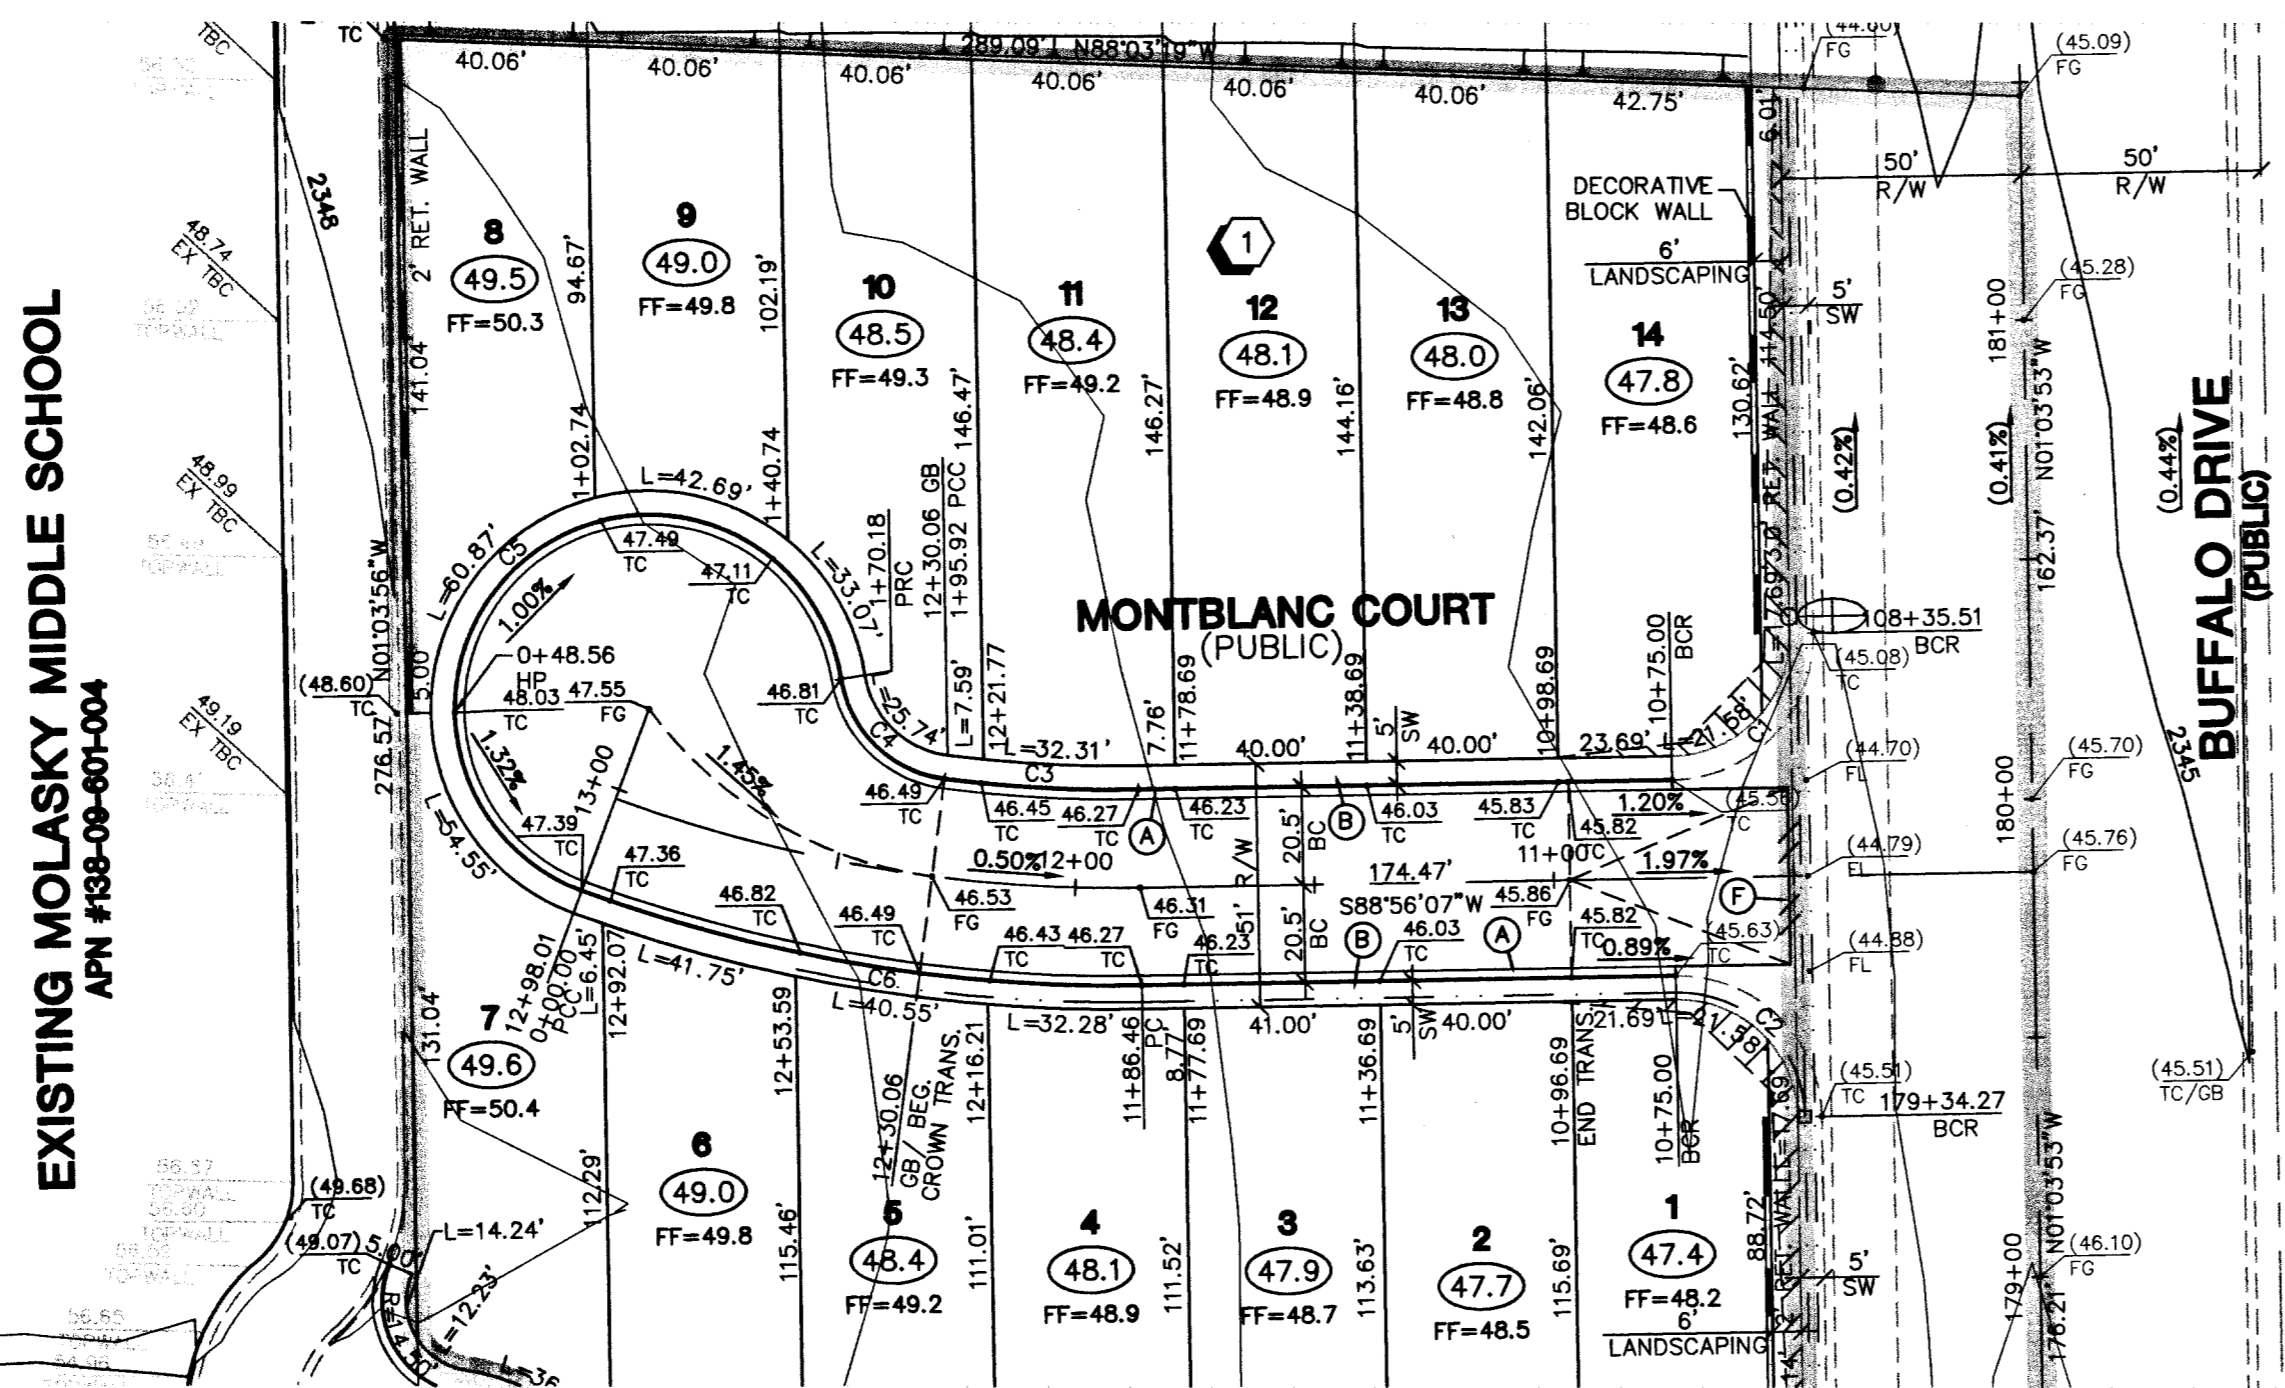 TBC
TC
289.09' N88°03'19"W
40.06'
40.06'
40.06'
40.06'
40.06'
40.06'
42.75'
FG
(45.09)
FG
50'
R/W
50'
R/W
6.01'
DECORATIVE
BLOCK WALL
6'
LANDSCAPING
5'
SW
(45.28)
FG
181+00
N01°03'53"W
162.37'
2348
2' RET. WALL
141.04'
48.74
EX TBC
48.99
EX TBC
49.19
EX TBC
EXISTING MOLASKY MIDDLE SCHOOL
APN #138-09-601-004
8
49.5
FF=50.3
94.67'
9
49.0
FF=49.8
102.19'
10
48.5
FF=49.3
146.47'
11
48.4
FF=49.2
146.27'
1
12
48.1
FF=48.9
144.16'
13
48.0
FF=48.8
142.06'
14
47.8
FF=48.6
130.62'
114.50'
RET. WALL
(0.42%)
(0.41%)
(0.44%)
BUFFALO DRIVE
(PUBLIC)
1+02.74
L=42.69'
1+40.74
L=33.07'
1+70.18
PRC
12+30.06 GB
1+95.92 PCC
L=60.87'
C5
1.00%
47.49
TC
47.11
TC
N01°03'56"W
5.00'
(48.60)
TC
276.57'
0+48.56
HP
48.03
TC
47.55
FG
46.81
TC
L=25.74'
C4
L=7.59'
12+21.77
L=32.31'
C3
7.76'
11+78.69
40.00'
11+38.69
5'
SW
40.00'
10+98.69
10+75.00
BCR
23.69'
L=21.58'
C1
MONTBLANC COURT
(PUBLIC)
108+35.51
BCR
(45.08)
TC
(44.70)
FL
(45.70)
FG
180+00
2345
1.32%
13+00
1.45%
L=54.55'
47.39
TC
47.36
TC
46.49
TC
46.45
TC
46.27
TC
A
46.23
TC
B
46.03
TC
45.83
TC
45.82
TC
1.20%
TC
0.50%
12+00
R/W
20.5'
BC
174.47'
11+00
1.97%
(44.79)
FL
(45.76)
FG
46.82
TC
46.49
TC
46.53
FG
46.31
FG
51'
S88°56'07"W
45.86
FG
F
46.43
TC
46.27
TC
46.23
TC
20.5'
BC
B
46.03
TC
A
45.82
TC
0.89%
(45.63)
TC
(44.88)
FL
L=41.75'
C6
L=40.55'
L=32.28'
41.00'
5'
SW
40.00'
21.69'
L=21.58'
C2
12+98.01
0+00.00
PCC
L=6.45'
12+92.07
12+53.59
12+30.06
GB/ BEG.
CROWN TRANS.
12+16.21
11+86.46
PC
8.77'
11+77.69
11+36.69
10+96.69
END TRANS.
10+75.00
BCR
(45.51)
TC
179+34.27
BCR
(45.51)
TC/GB
131.04'
7
49.6
FF=50.4
112.29'
6
49.0
FF=49.8
115.46'
5
48.4
FF=49.2
111.01'
4
48.1
FF=48.9
111.52'
3
47.9
FF=48.7
113.63'
2
47.7
FF=48.5
115.69'
1
47.4
FF=48.2
6'
LANDSCAPING
88.72'
2' RET. WALL
L=7.69'
5'
SW
179+00
N01°03'53"W
176.21'
(46.10)
FG
(49.68)
TC
(49.07)
TC
5.00'
L=14.24'
L=12.23'